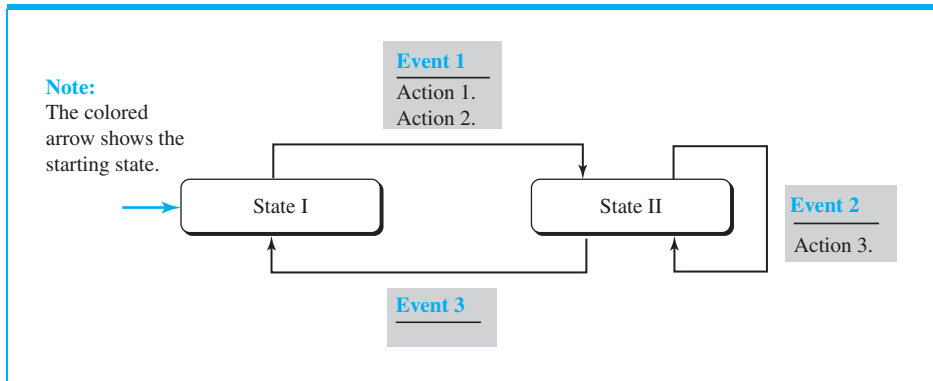 Event 1
Action 1.
Action 2.
Note:
The colored
arrow shows the
starting state.
State I
State II
Event 2
Action 3.
Event 3